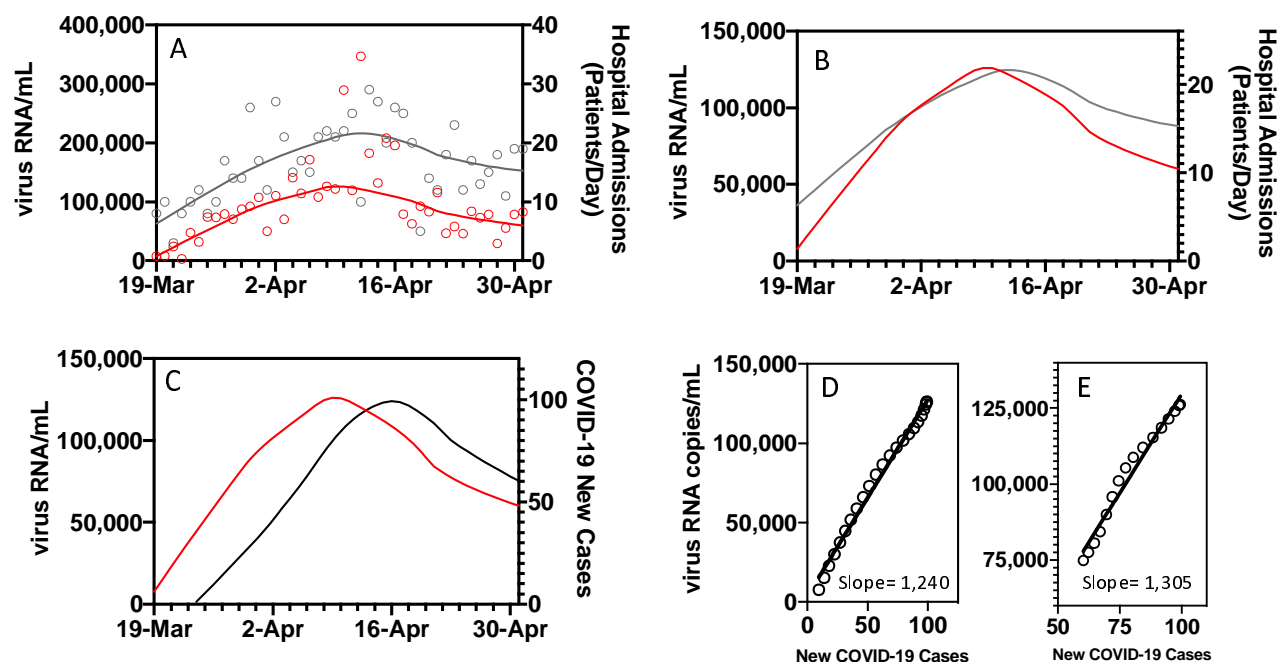 A
virus RNA/mL
400,000
300,000
200,000
100,000
0
40
30
20
10
0
Hospital Admissions
(Patients/Day)
19-Mar 2-Apr 16-Apr 30-Apr
B
virus RNA/mL
150,000
100,000
50,000
0
20
10
0
Hospital Admissions
(Patients/Day)
19-Mar 2-Apr 16-Apr 30-Apr
C
virus RNA/mL
150,000
100,000
50,000
0
100
50
0
COVID-19 New Cases
19-Mar 2-Apr 16-Apr 30-Apr
D
virus RNA copies/mL
150,000
100,000
50,000
0
Slope= 1,240
0 50 100
New COVID-19 Cases
E
125,000
100,000
75,000
Slope= 1,305
50 75 100
New COVID-19 Cases